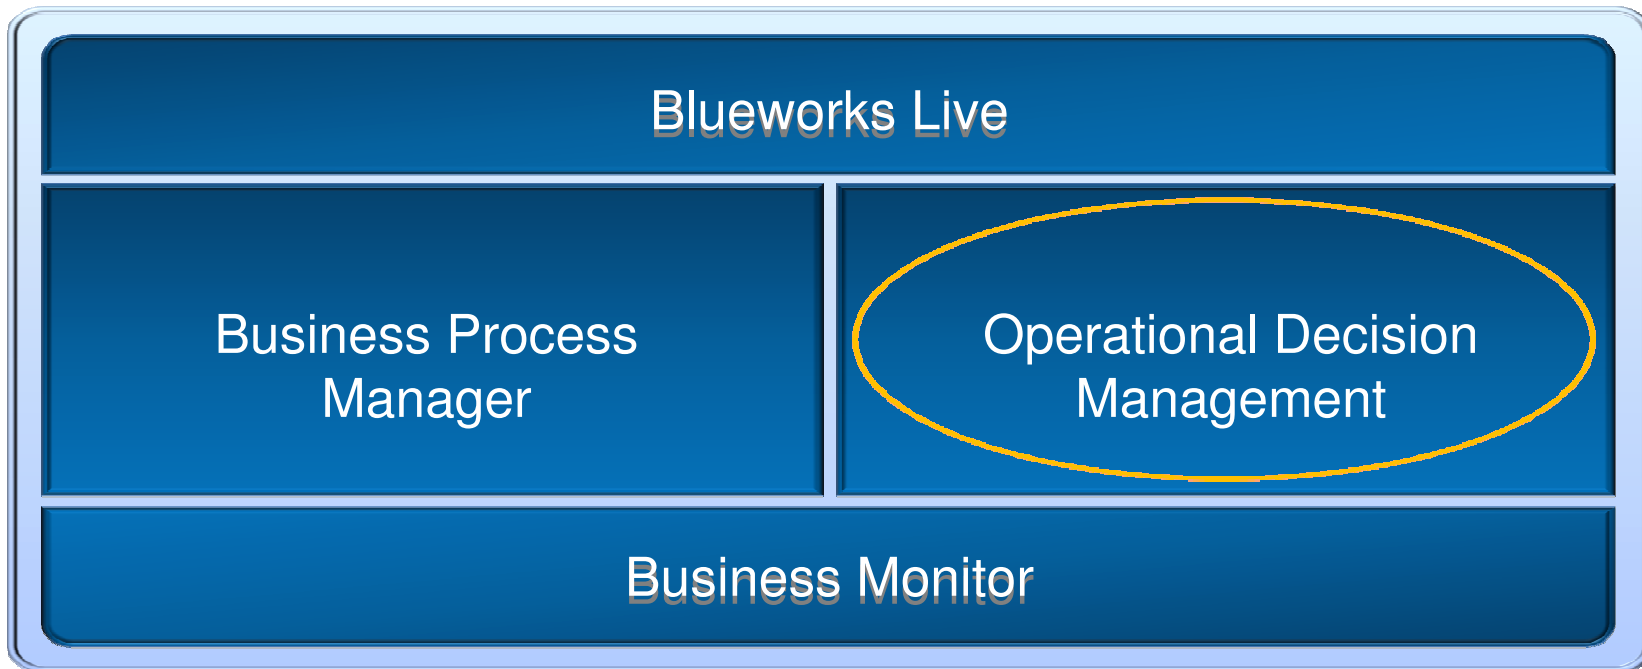 Blueworks Live
Business Process
Manager
Operational Decision
Management
Business Monitor